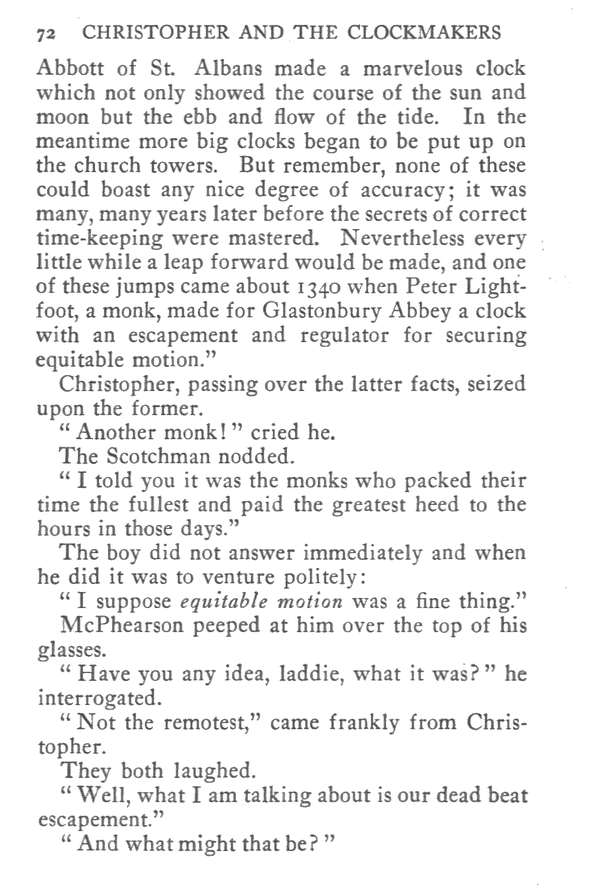 72 CHRISTOPHER AND THE CLOCKMAKERS
Abbott of St. Albans made a marvelous clock
which not only showed the course of the sun and
moon but the ebb and flow of the tide. In the
meantime more big clocks began to be put up on
the church towers. But remember, none of these
could boast any nice degree of accuracy; it was
many, many years later before the secrets of correct
time-keeping were mastered. Nevertheless every
little while a leap forward would be made, and one
of these jumps came about 1340 when Peter Light-
foot, a monk, made for Glastonbury Abbey a clock
with an escapement and regulator for securing
equitable motion.”
Christopher, passing over the latter facts, seized
upon the former.
“ Another monk! ” cried he.
The Scotchman nodded.
“ I told you it was the monks who packed their
time the fullest and paid the greatest heed to the
hours in those days.”
The boy did not answer immediately and when
he did it was to venture politely:
“ I suppose equitable motion was a fine thing.”
McPhearson peeped at him over the top of his
glasses.
“ Have you any idea, laddie, what it was? ” he
interrogated.
“ Not the remotest,” came frankly from Chris-
topher.
They both laughed.
“ Well, what I am talking about is our dead beat
escapement.”
“ And what might that be? ”